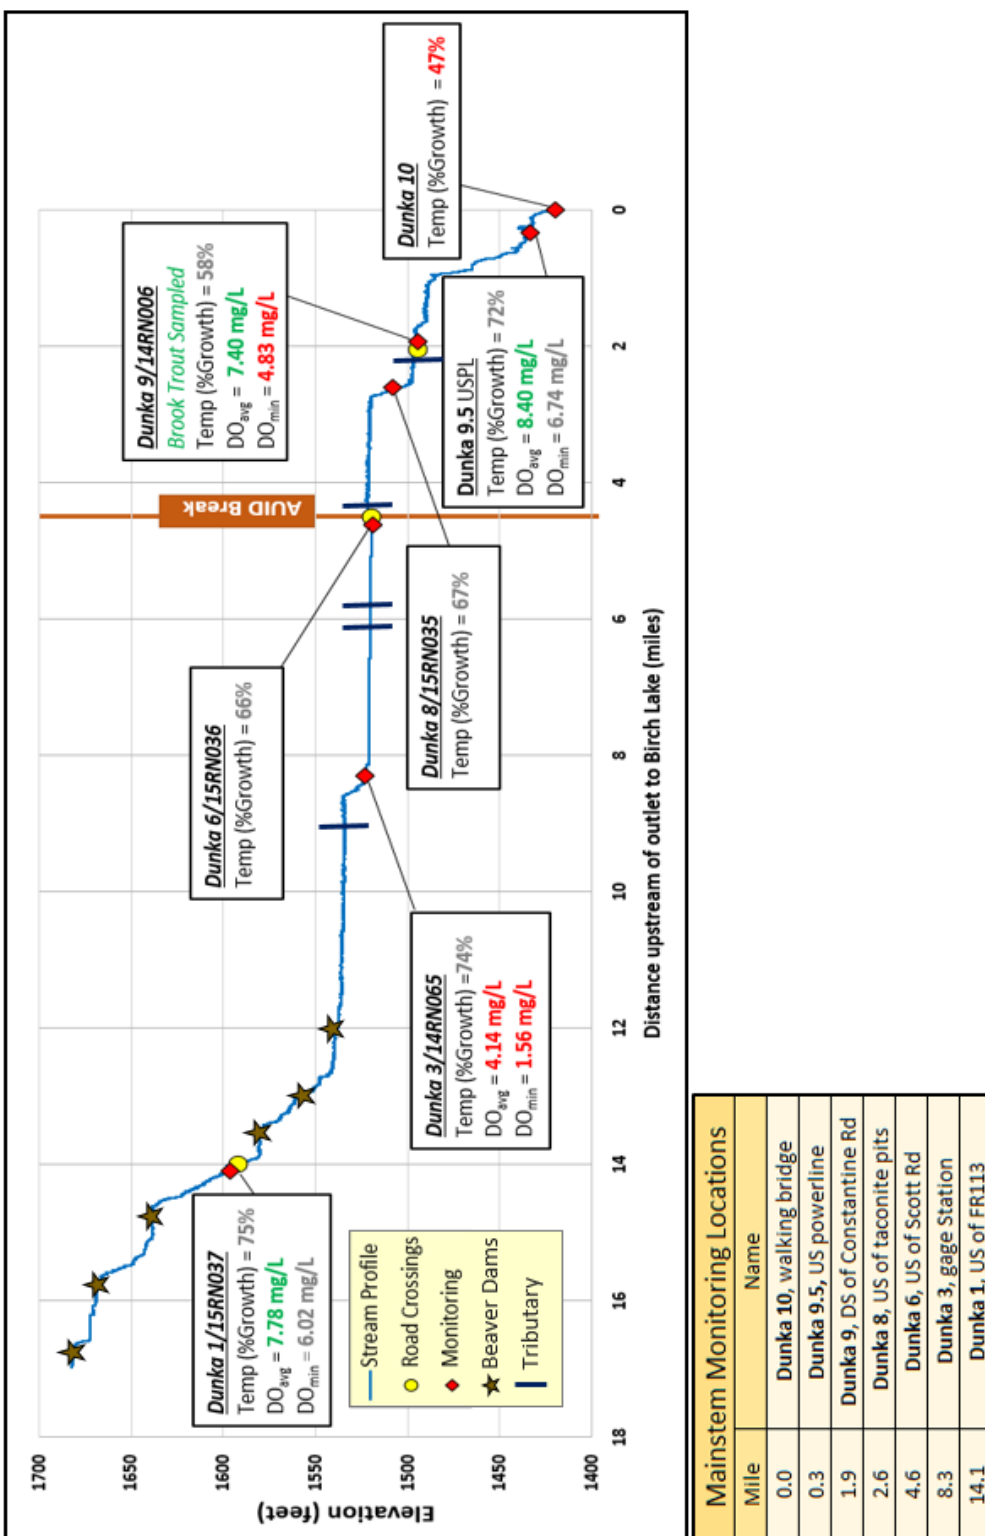 Elevation (feet)
1700
1650
1600
1550
1500
1450
1400
18
16
14
12
10
8
6
4
2
0
Distance upstream of outlet to Birch Lake (miles)
Dunka 1/15RN037
Temp (%Growth) = 75%
DOavg = 7.78 mg/L
DOmin = 6.02 mg/L
Stream Profile
Road Crossings
Monitoring
Beaver Dams
Tributary
Dunka 3/14RN065
Temp (%Growth) =74%
DOavg = 4.14 mg/L
DOmin = 1.56 mg/L
Dunka 6/15RN036
Temp (%Growth) = 66%
Dunka 8/15RN035
Temp (%Growth) = 67%
AUID Break
Dunka 9/14RN006
Brook Trout Sampled
Temp (%Growth) = 58%
DOavg = 7.40 mg/L
DOmin = 4.83 mg/L
Dunka 9.5 USPL
Temp (%Growth) = 72%
DOavg = 8.40 mg/L
DOmin = 6.74 mg/L
Dunka 10
Temp (%Growth) = 47%
Mainstem Monitoring Locations
Mile Name
0.0 Dunka 10, walking bridge
0.3 Dunka 9.5, US powerline
1.9 Dunka 9, DS of Constantine Rd
2.6 Dunka 8, US of taconite pits
4.6 Dunka 6, US of Scott Rd
8.3 Dunka 3, gage Station
14.1 Dunka 1, US of FR113